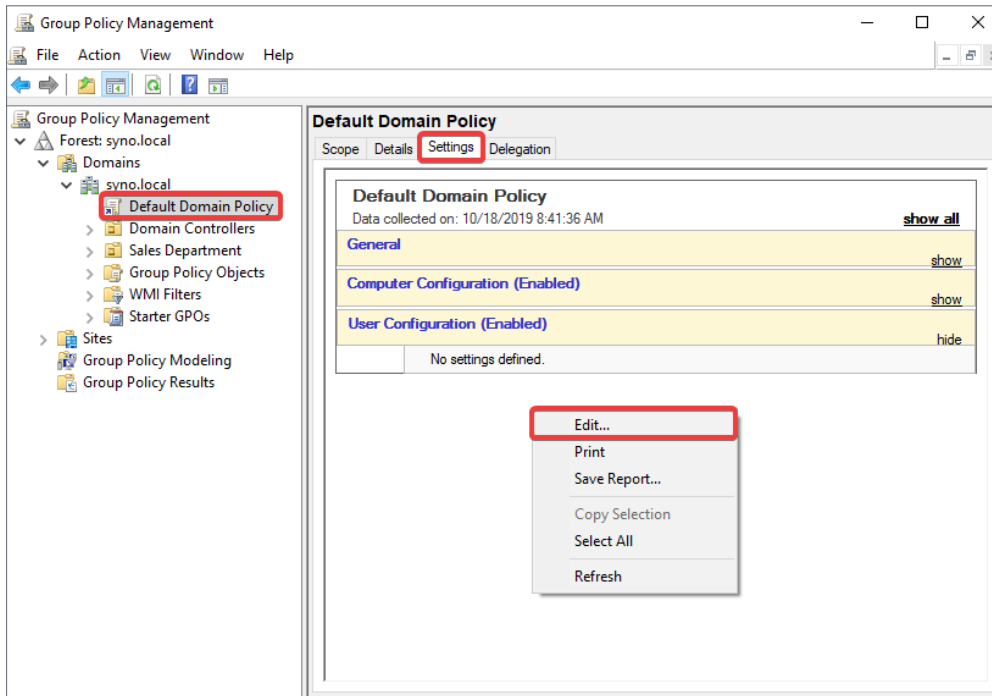 Group Policy Management
File Action View Window Help
Group Policy Management
Forest: syno.local
Domains
syno.local
Default Domain Policy
Domain Controllers
Sales Department
Group Policy Objects
WMI Filters
Starter GPOs
Sites
Group Policy Modeling
Group Policy Results
Default Domain Policy
Scope Details Settings Delegation
Default Domain Policy
Data collected on: 10/18/2019 8:41:36 AM show all
General
show
Computer Configuration (Enabled)
show
User Configuration (Enabled)
hide
No settings defined.
Edit...
Print
Save Report...
Copy Selection
Select All
Refresh